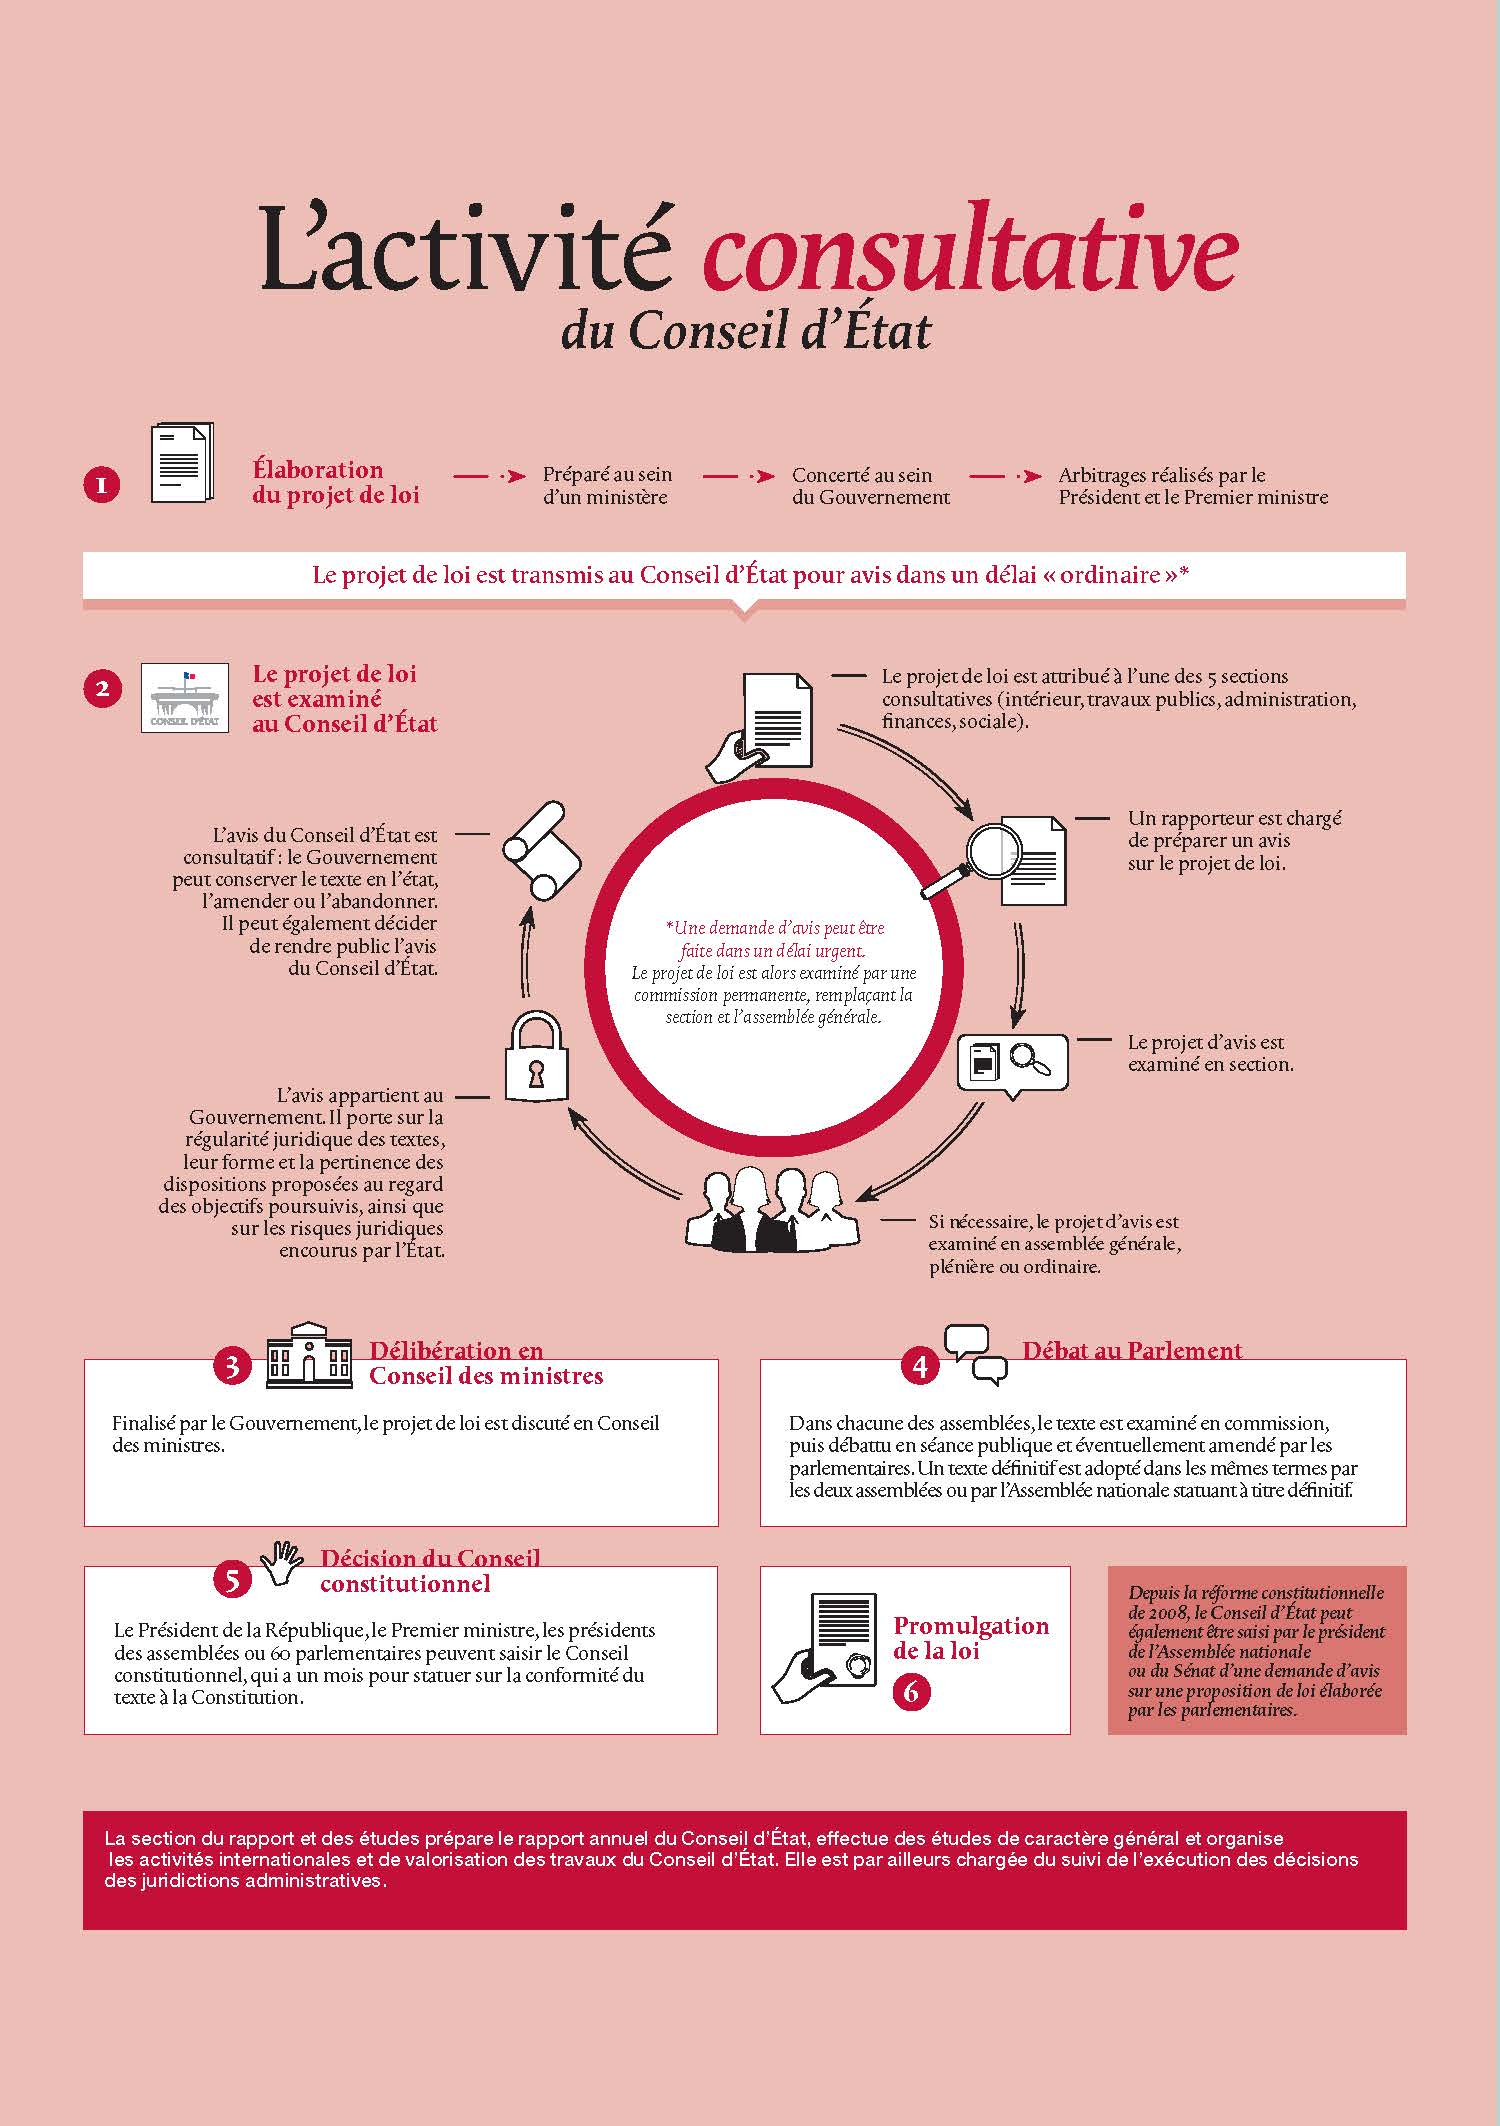 L'activité consultative
du Conseil d'État
1
Élaboration
du projet de loi
Préparé au sein
d'un ministère
Concerté au sein
du Gouvernement
Arbitrages réalisés par le
Président et le Premier ministre
Le projet de loi est transmis au Conseil d'État pour avis dans un délai « ordinaire »*
2
CONSEIL D'ÉTAT
Le projet de loi
est examiné
au Conseil d'État
Le projet de loi est attribué à l'une des 5 sections
consultatives (intérieur, travaux publics, administration,
finances, sociale).
Un rapporteur est chargé
de préparer un avis
sur le projet de loi.
Le projet d'avis est
examiné en section.
Si nécessaire, le projet d'avis est
examiné en assemblée générale,
plénière ou ordinaire.
L'avis appartient au
Gouvernement. Il porte sur la
régularité juridique des textes,
leur forme et la pertinence des
dispositions proposées au regard
des objectifs poursuivis, ainsi que
sur les risques juridiques
encourus par l'État.
L'avis du Conseil d'État est
consultatif : le Gouvernement
peut conserver le texte en l'état,
l'amender ou l'abandonner.
Il peut également décider
de rendre public l'avis
du Conseil d'État.
*Une demande d'avis peut être
faite dans un délai urgent.
Le projet de loi est alors examiné par une
commission permanente, remplaçant la
section et l'assemblée générale.
3
Délibération en
Conseil des ministres
Finalisé par le Gouvernement, le projet de loi est discuté en Conseil
des ministres.
4
Débat au Parlement
Dans chacune des assemblées, le texte est examiné en commission,
puis débattu en séance publique et éventuellement amendé par les
parlementaires. Un texte définitif est adopté dans les mêmes termes par
les deux assemblées ou par l'Assemblée nationale statuant à titre définitif.
5
Décision du Conseil
constitutionnel
Le Président de la République, le Premier ministre, les présidents
des assemblées ou 60 parlementaires peuvent saisir le Conseil
constitutionnel, qui a un mois pour statuer sur la conformité du
texte à la Constitution.
Promulgation
de la loi
6
Depuis la réforme constitutionnelle
de 2008, le Conseil d'État peut
également être saisi par le président
de l'Assemblée nationale
ou du Sénat d'une demande d'avis
sur une proposition de loi élaborée
par les parlementaires.
La section du rapport et des études prépare le rapport annuel du Conseil d'État, effectue des études de caractère général et organise
les activités internationales et de valorisation des travaux du Conseil d'État. Elle est par ailleurs chargée du suivi de l'exécution des décisions
des juridictions administratives.